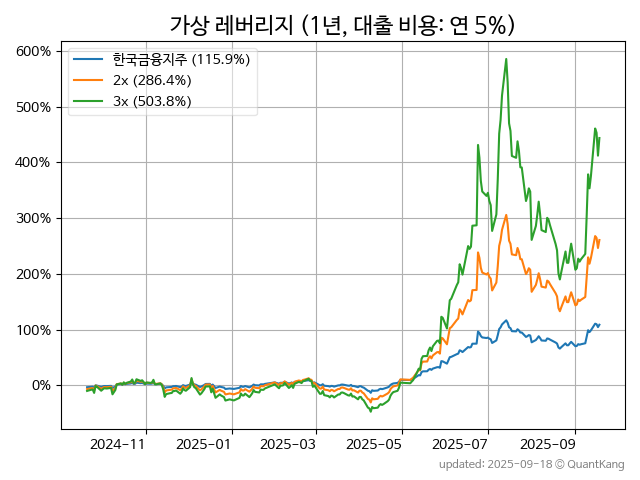 가상 레버리지 (1년, 대출 비용: 연 5%)
600%
500%
400%
300%
200%
100%
0%
한국금융지주 (115.9%)
2x (286.4%)
3x (503.8%)
2024-11
2025-01
2025-03
2025-05
2025-07
2025-09
updated: 2025-09-18 © QuantKang